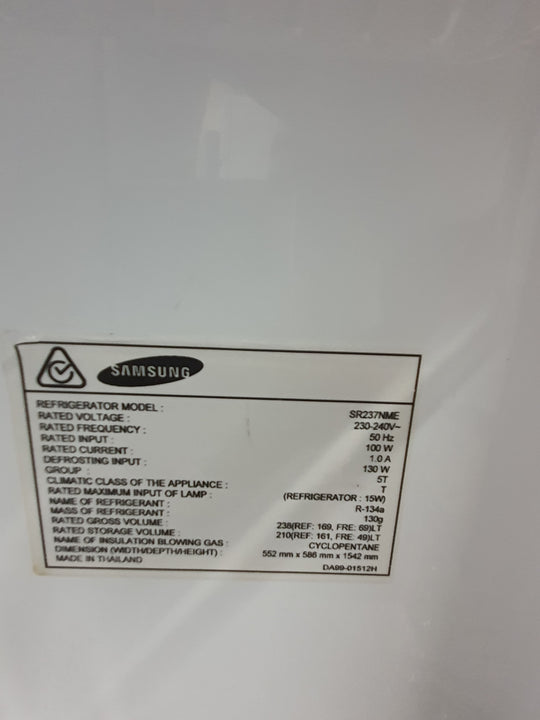 SAMSUNG
REFRIGERATOR MODEL : SR237NME
RATED VOLTAGE : 230-240V~
RATED FREQUENCY : 50 Hz
RATED INPUT : 100 W
RATED CURRENT : 1.0 A
DEFROSTING INPUT : 130 W
GROUP : 5T
CLIMATIC CLASS OF THE APPLIANCE : T
RATED MAXIMUM INPUT OF LAMP : (REFRIGERATOR : 15W)
NAME OF REFRIGERANT : R-134a
MASS OF REFRIGERANT : 130g
RATED GROSS VOLUME : 238(REF: 169, FRE: 69)LT
RATED STORAGE VOLUME : 210(REF: 161, FRE: 49)LT
NAME OF INSULATION BLOWING GAS : CYCLOPENTANE
DIMENSION (WIDTH/DEPTH/HEIGHT) : 552 mm x 586 mm x 1542 mm
MADE IN THAILAND
DA99-01512H